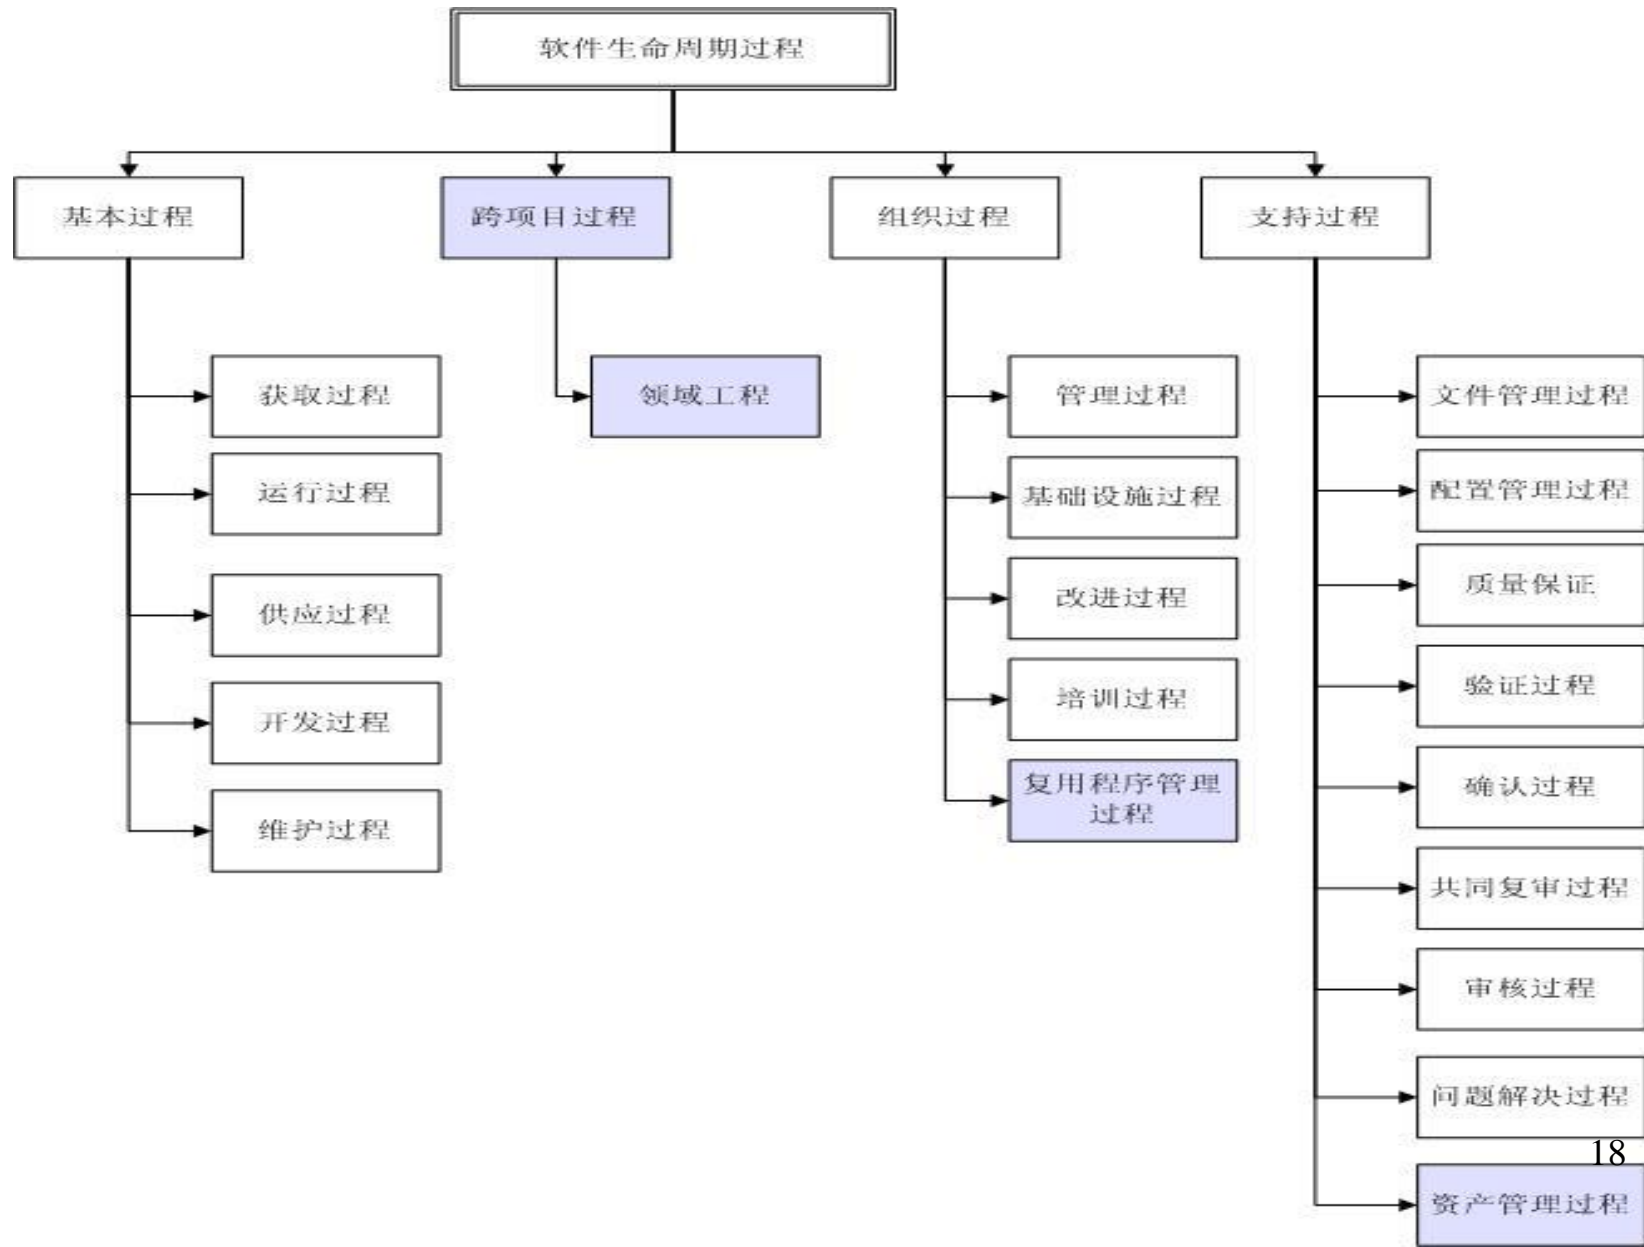 软件生命周期过程
基本过程
跨项目过程
组织过程
支持过程
获取过程
运行过程
供应过程
开发过程
维护过程
领域工程
管理过程
基础设施过程
改进过程
培训过程
复用程序管理
过程
文件管理过程
配置管理过程
质量保证
验证过程
确认过程
共同复审过程
审核过程
问题解决过程
18
资产管理过程